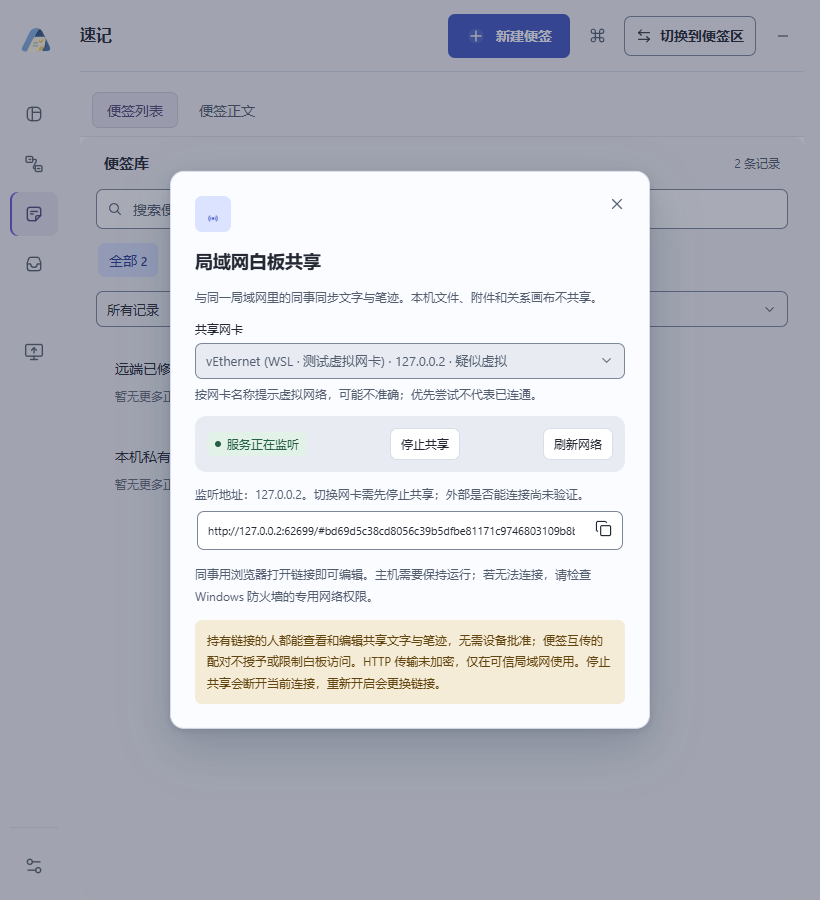 速记
新建便签
切换到便签区
便签列表
便签正文
便签库
2 条记录
搜索便
全部 2
所有记录
远端已修
暂无更多正
本机私有
暂无更多正
局域网白板共享
与同一局域网里的同事同步文字与笔迹。本机文件、附件和关系画布不共享。
共享网卡
vEthernet (WSL · 测试虚拟网卡) · 127.0.0.2 · 疑似虚拟
按网卡名称提示虚拟网络，可能不准确；优先尝试不代表已连通。
服务正在监听
停止共享
刷新网络
监听地址：127.0.0.2。切换网卡需先停止共享；外部是否能连接尚未验证。
http://127.0.0.2:62699/#bd69d5c38cd8056c39b5dfbe81171c9746803109b8b
同事用浏览器打开链接即可编辑。主机需要保持运行；若无法连接，请检查
Windows 防火墙的专用网络权限。
持有链接的人都能查看和编辑共享文字与笔迹，无需设备批准；便签互传的
配对不授予或限制白板访问。HTTP 传输未加密，仅在可信局域网使用。停止
共享会断开当前连接，重新开启会更换链接。